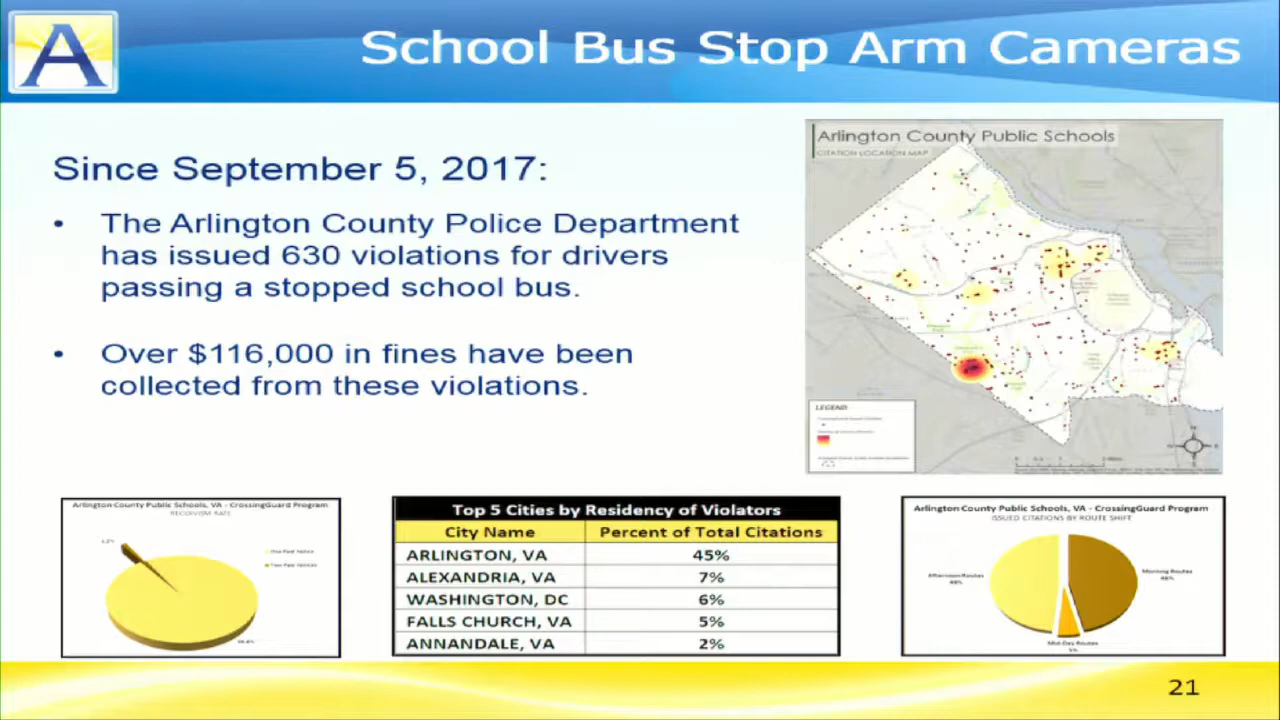 A
School Bus Stop Arm Cameras
Since September 5, 2017:
• The Arlington County Police Department
has issued 630 violations for drivers
passing a stopped school bus.
• Over $116,000 in fines have been
collected from these violations.
Arlington County Public Schools
CITATION LOCATION MAP
LEGEND
Arlington County Public Schools, VA - CrossingGuard Program
Top 5 Cities by Residency of Violators
City Name Percent of Total Citations
ARLINGTON, VA 45%
ALEXANDRIA, VA 7%
WASHINGTON, DC 6%
FALLS CHURCH, VA 5%
ANNANDALE, VA 2%
Arlington County Public Schools, VA - CrossingGuard Program
ISSUED CITATIONS BY ROUTE SHIFT
Afternoon Routes
Morning Routes
Mid-Day Routes
21